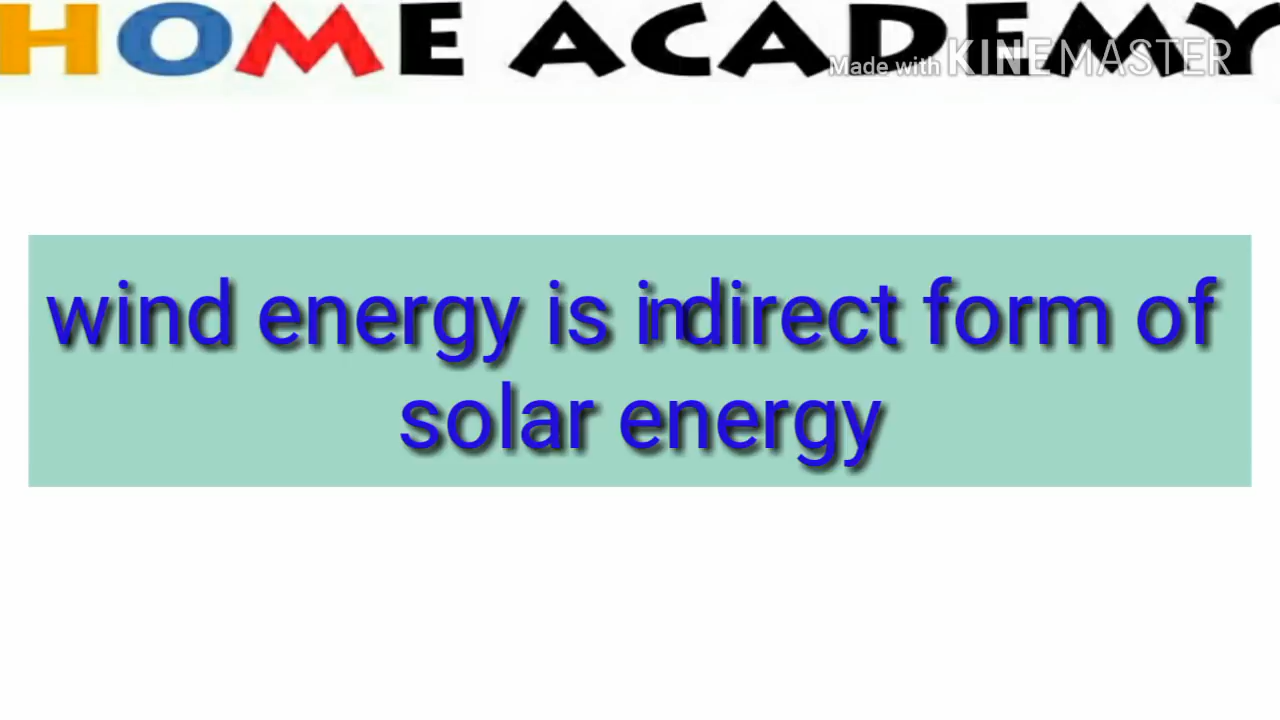 HOME ACADEMY
Made with KINEMASTER
wind energy is indirect form of
solar energy